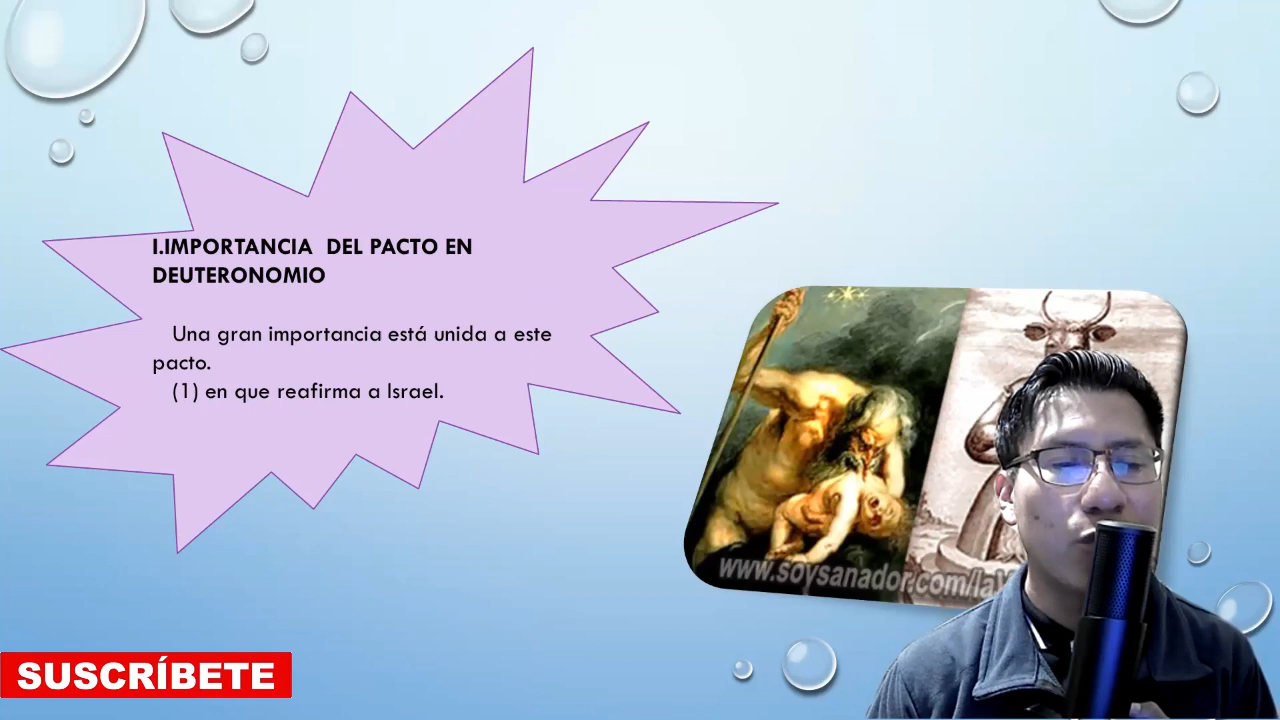 I.IMPORTANCIA DEL PACTO EN
DEUTERONOMIO
Una gran importancia está unida a este
pacto.
(1) en que reafirma a Israel.
www.soysanador.com/la
SUSCRÍBETE